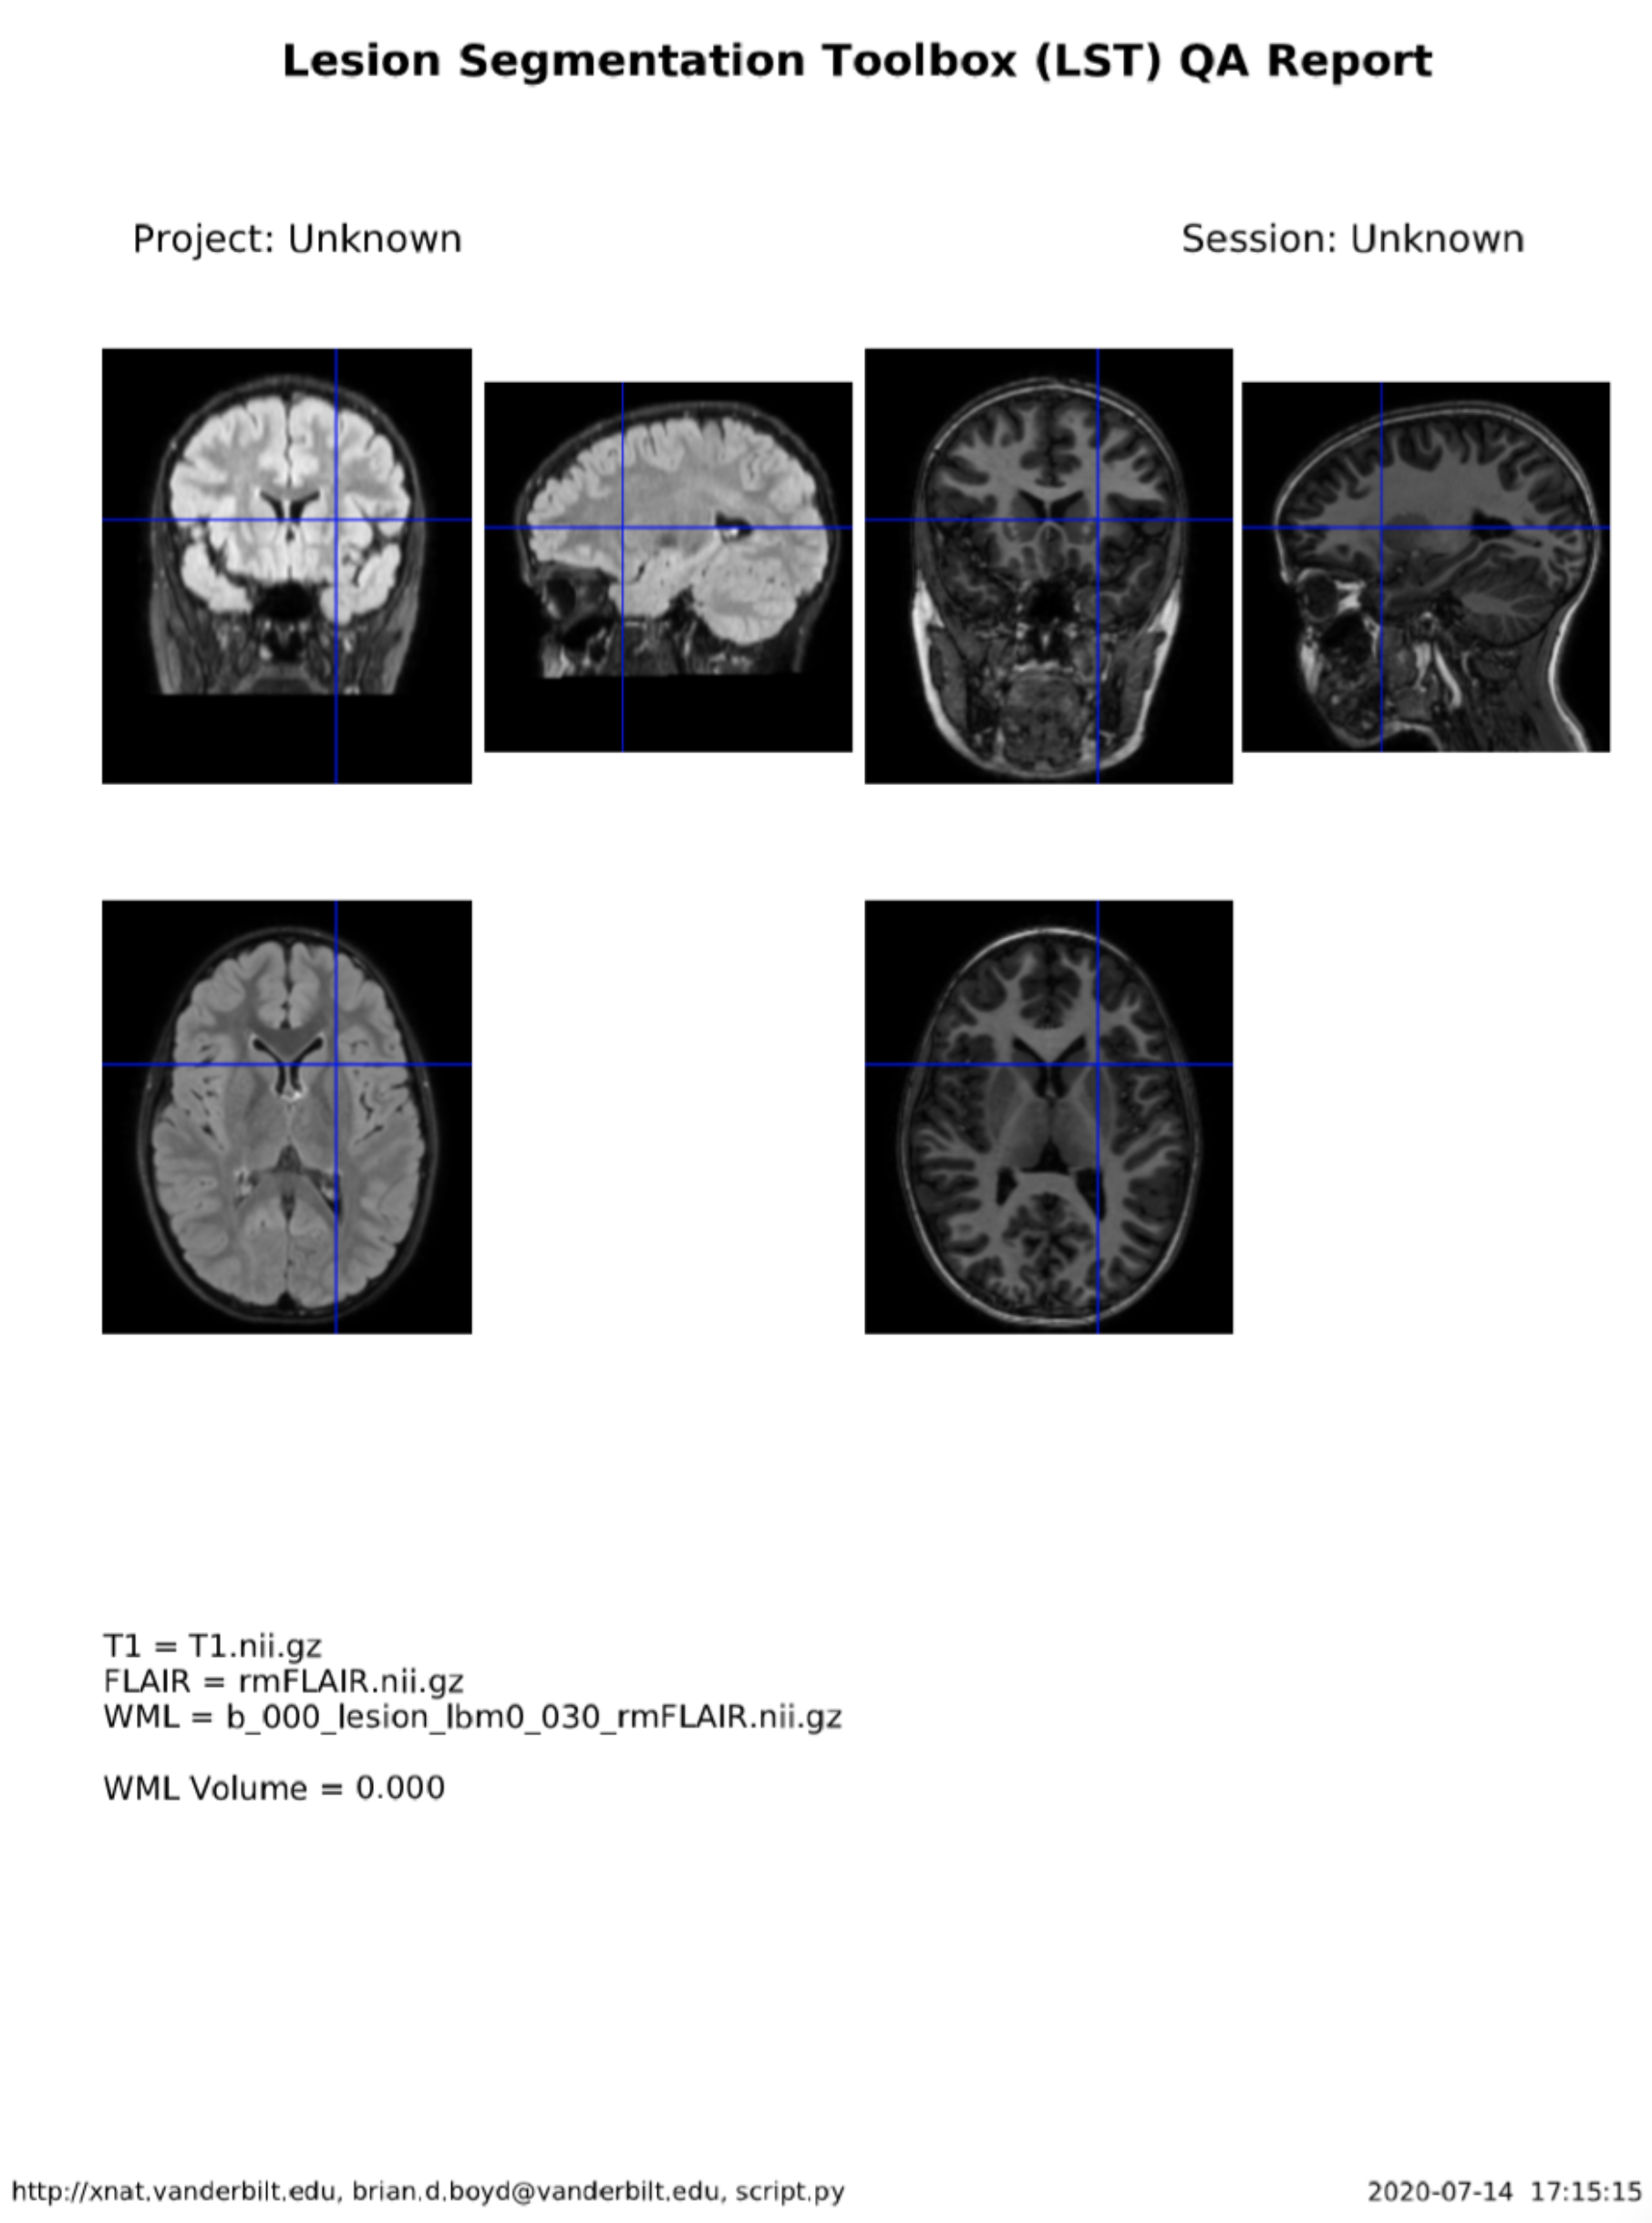 Lesion Segmentation Toolbox (LST) QA Report
Project: Unknown
Session: Unknown
T1 = T1.nii.gz
FLAIR = rmFLAIR.nii.gz
WML = b_000_lesion_lbm0_030_rmFLAIR.nii.gz
WML Volume = 0.000
http://xnat.vanderbilt.edu, brian.d.boyd@vanderbilt.edu, script.py
2020-07-14 17:15:15